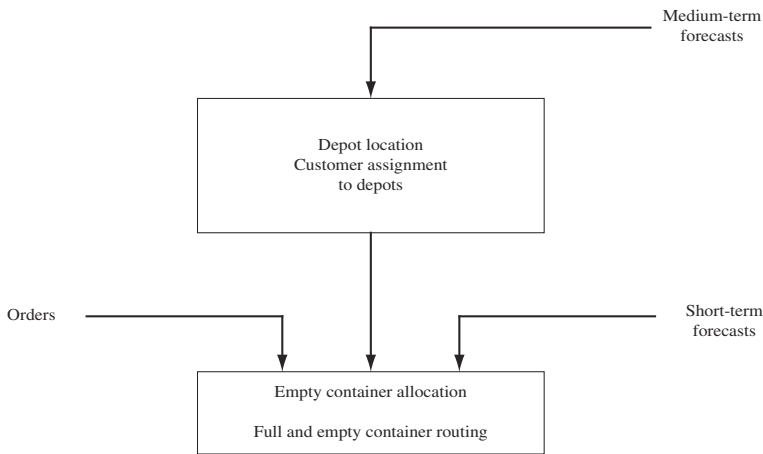 Medium-term
forecasts
Depot location
Customer assignment
to depots
Orders
Short-term
forecasts
Empty container allocation
Full and empty container routing